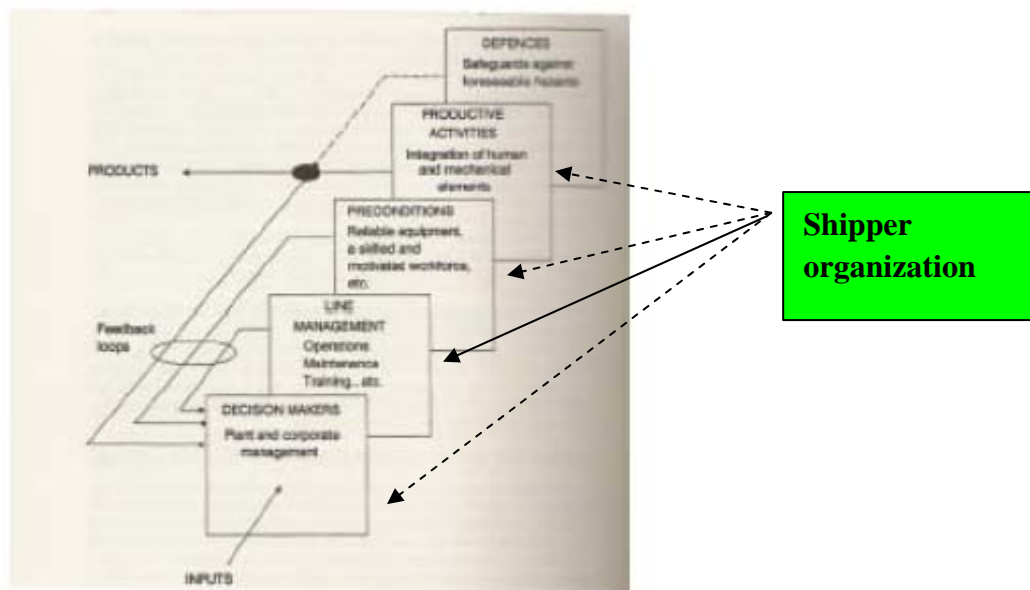 DEFENCES
Safeguards against
foreseeable hazards
PRODUCTIVE
ACTIVITIES
Integration of human
and mechanical
elements
PRODUCTS
PRECONDITIONS
Reliable equipment,
a skilled and
motivated workforce,
etc.
Shipper
organization
LINE
MANAGEMENT
Operations
Maintenance
Training.. etc.
Feedback
loops
DECISION MAKERS
Plant and corporate
management
INPUTS